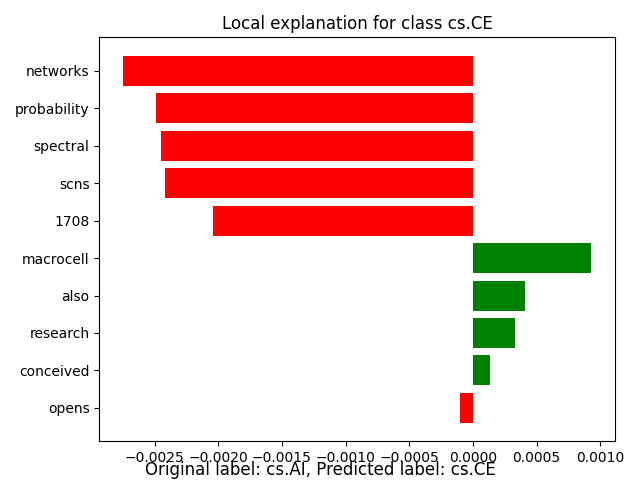 Local explanation for class cs.CE
networks
probability
spectral
scns
1708
macrocell
also
research
conceived
opens
−0.0025 −0.0020 −0.0015 −0.0010 −0.0005 0.0000 0.0005 0.0010
Original label: cs.AI, Predicted label: cs.CE